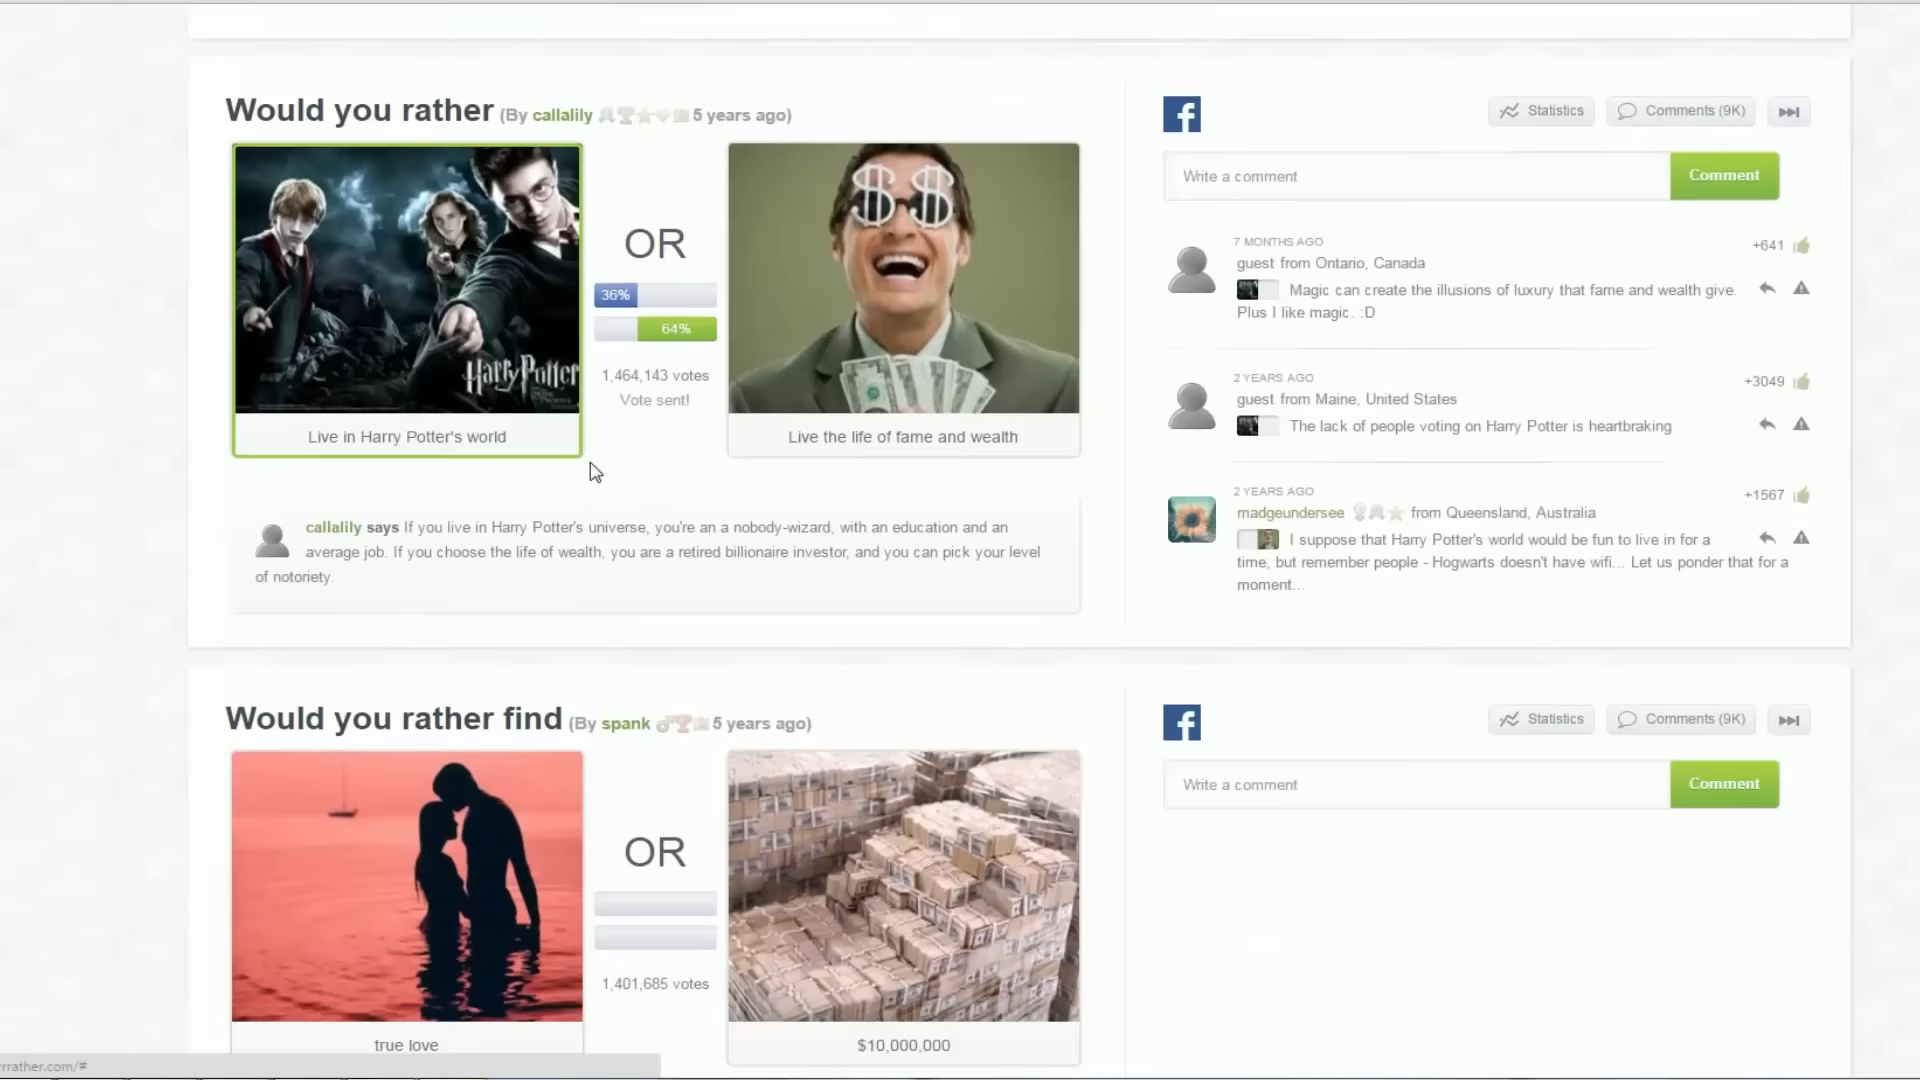 Would you rather (By callalily 5 years ago)
Harry Potter
Live in Harry Potter's world
OR
36%
64%
1,464,143 votes
Vote sent!
$ $
Live the life of fame and wealth
callalily says If you live in Harry Potter's universe, you're an a nobody-wizard, with an education and an
average job. If you choose the life of wealth, you are a retired billionaire investor, and you can pick your level
of notoriety.
f
Statistics
Comments (9K)
Write a comment
Comment
7 MONTHS AGO
+641
guest from Ontario, Canada
Magic can create the illusions of luxury that fame and wealth give.
Plus I like magic. :D
2 YEARS AGO
+3049
guest from Maine, United States
The lack of people voting on Harry Potter is heartbraking
2 YEARS AGO
+1567
madgeundersee from Queensland, Australia
I suppose that Harry Potter's world would be fun to live in for a
time, but remember people - Hogwarts doesn't have wifi... Let us ponder that for a
moment...
Would you rather find (By spank 5 years ago)
true love
OR
1,401,685 votes
$10,000,000
f
Statistics
Comments (9K)
Write a comment
Comment
rrrather.com/#